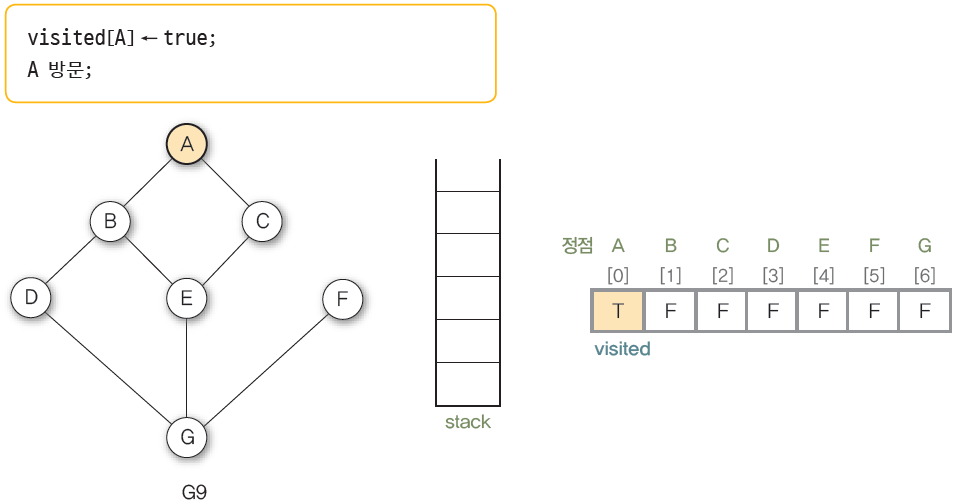 visited[A] ← true;
A 방문;
A
B
C
D
E
F
G
G9
stack
정점 A B C D E F G
[0] [1] [2] [3] [4] [5] [6]
T F F F F F F
visited